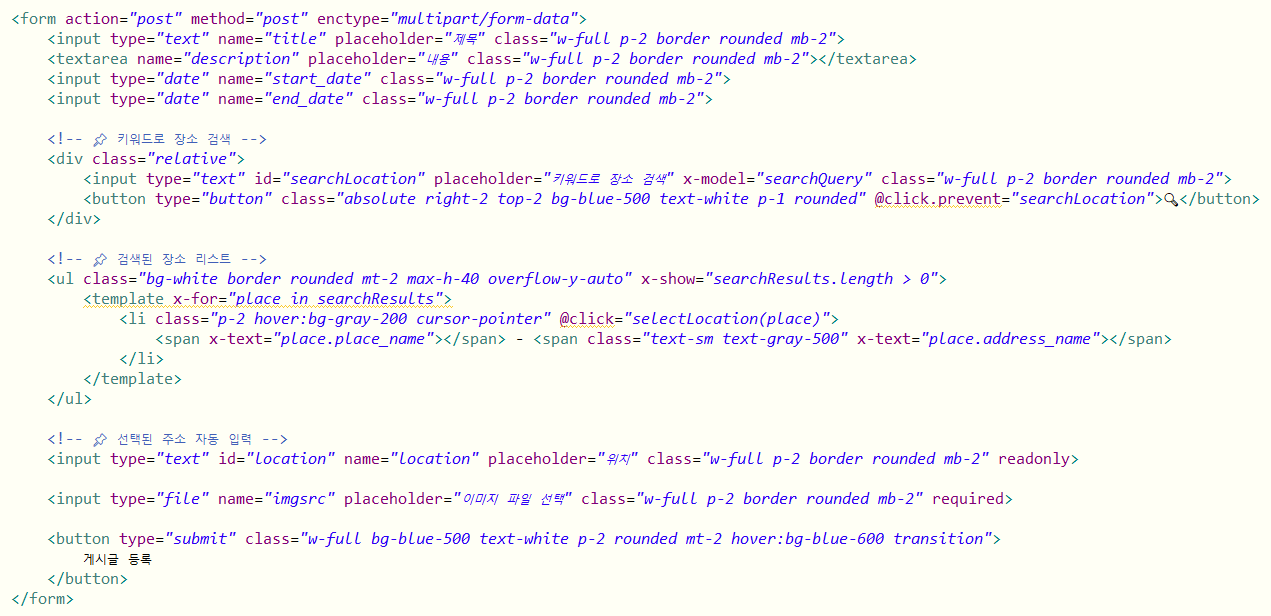 <form action="post" method="post" enctype="multipart/form-data">
    <input type="text" name="title" placeholder="제목" class="w-full p-2 border rounded mb-2">
    <textarea name="description" placeholder="내용" class="w-full p-2 border rounded mb-2"></textarea>
    <input type="date" name="start_date" class="w-full p-2 border rounded mb-2">
    <input type="date" name="end_date" class="w-full p-2 border rounded mb-2">

    <!-- 📌 키워드로 장소 검색 -->
    <div class="relative">
        <input type="text" id="searchLocation" placeholder="키워드로 장소 검색" x-model="searchQuery" class="w-full p-2 border rounded mb-2">
        <button type="button" class="absolute right-2 top-2 bg-blue-500 text-white p-1 rounded" @click.prevent="searchLocation">🔍</button>
    </div>

    <!-- 📌 검색된 장소 리스트 -->
    <ul class="bg-white border rounded mt-2 max-h-40 overflow-y-auto" x-show="searchResults.length > 0">
        <template x-for="place in searchResults">
            <li class="p-2 hover:bg-gray-200 cursor-pointer" @click="selectLocation(place)">
                <span x-text="place.place_name"></span> - <span class="text-sm text-gray-500" x-text="place.address_name"></span>
            </li>
        </template>
    </ul>

    <!-- 📌 선택된 주소 자동 입력 -->
    <input type="text" id="location" name="location" placeholder="위치" class="w-full p-2 border rounded mb-2" readonly>

    <input type="file" name="imgsrc" placeholder="이미지 파일 선택" class="w-full p-2 border rounded mb-2" required>

    <button type="submit" class="w-full bg-blue-500 text-white p-2 rounded mt-2 hover:bg-blue-600 transition">
        게시글 등록
    </button>
</form>